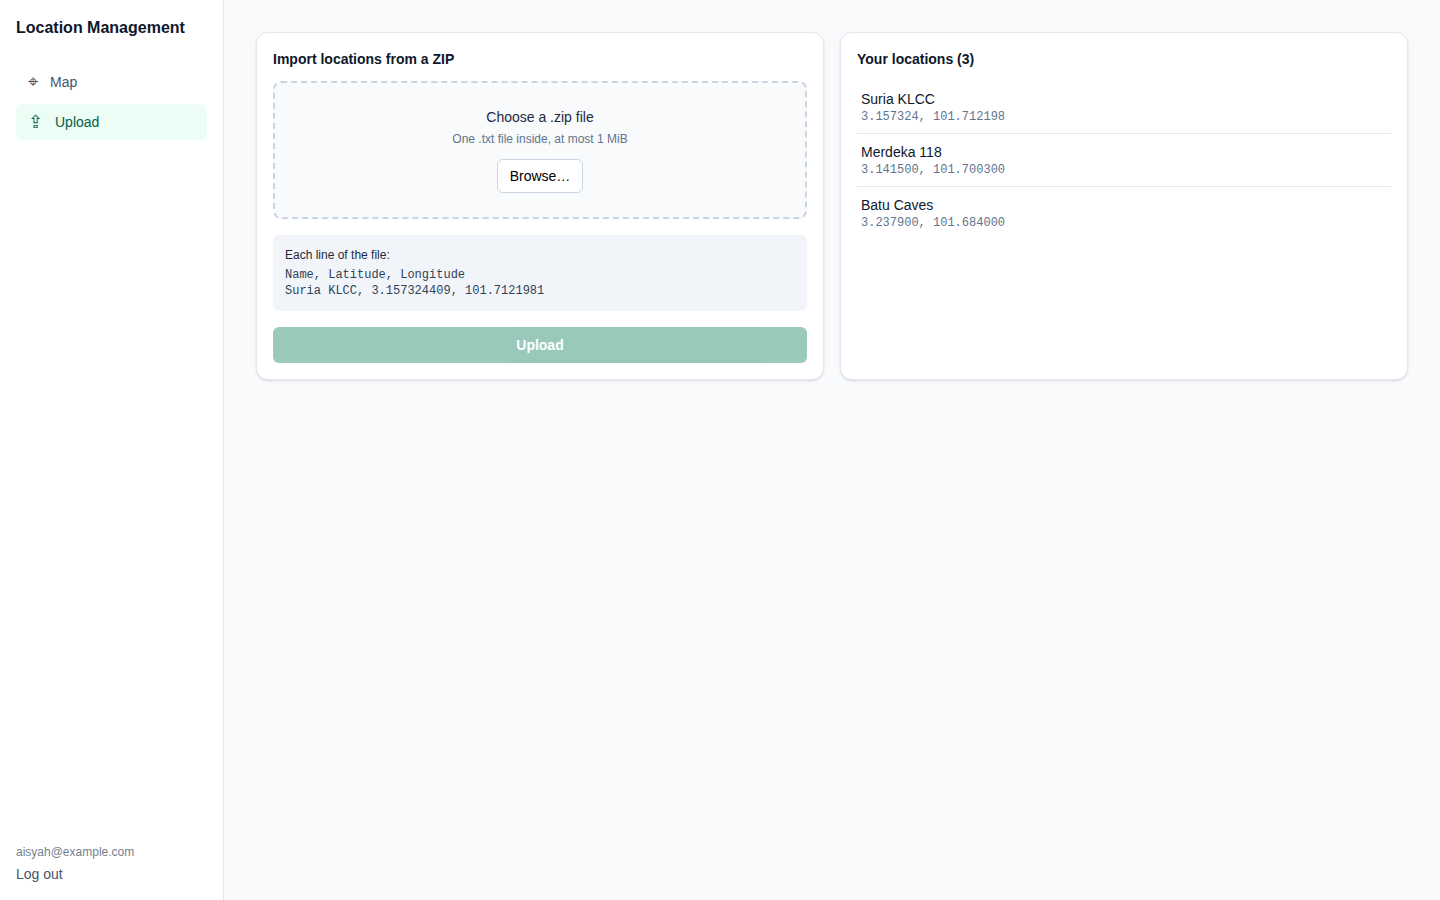 Location Management
Map
Upload
aisyah@example.com
Log out
Import locations from a ZIP
Choose a .zip file
One .txt file inside, at most 1 MiB
Browse…
Each line of the file:
Name, Latitude, Longitude
Suria KLCC, 3.157324409, 101.7121981
Upload
Your locations (3)
Suria KLCC
3.157324, 101.712198
Merdeka 118
3.141500, 101.700300
Batu Caves
3.237900, 101.684000